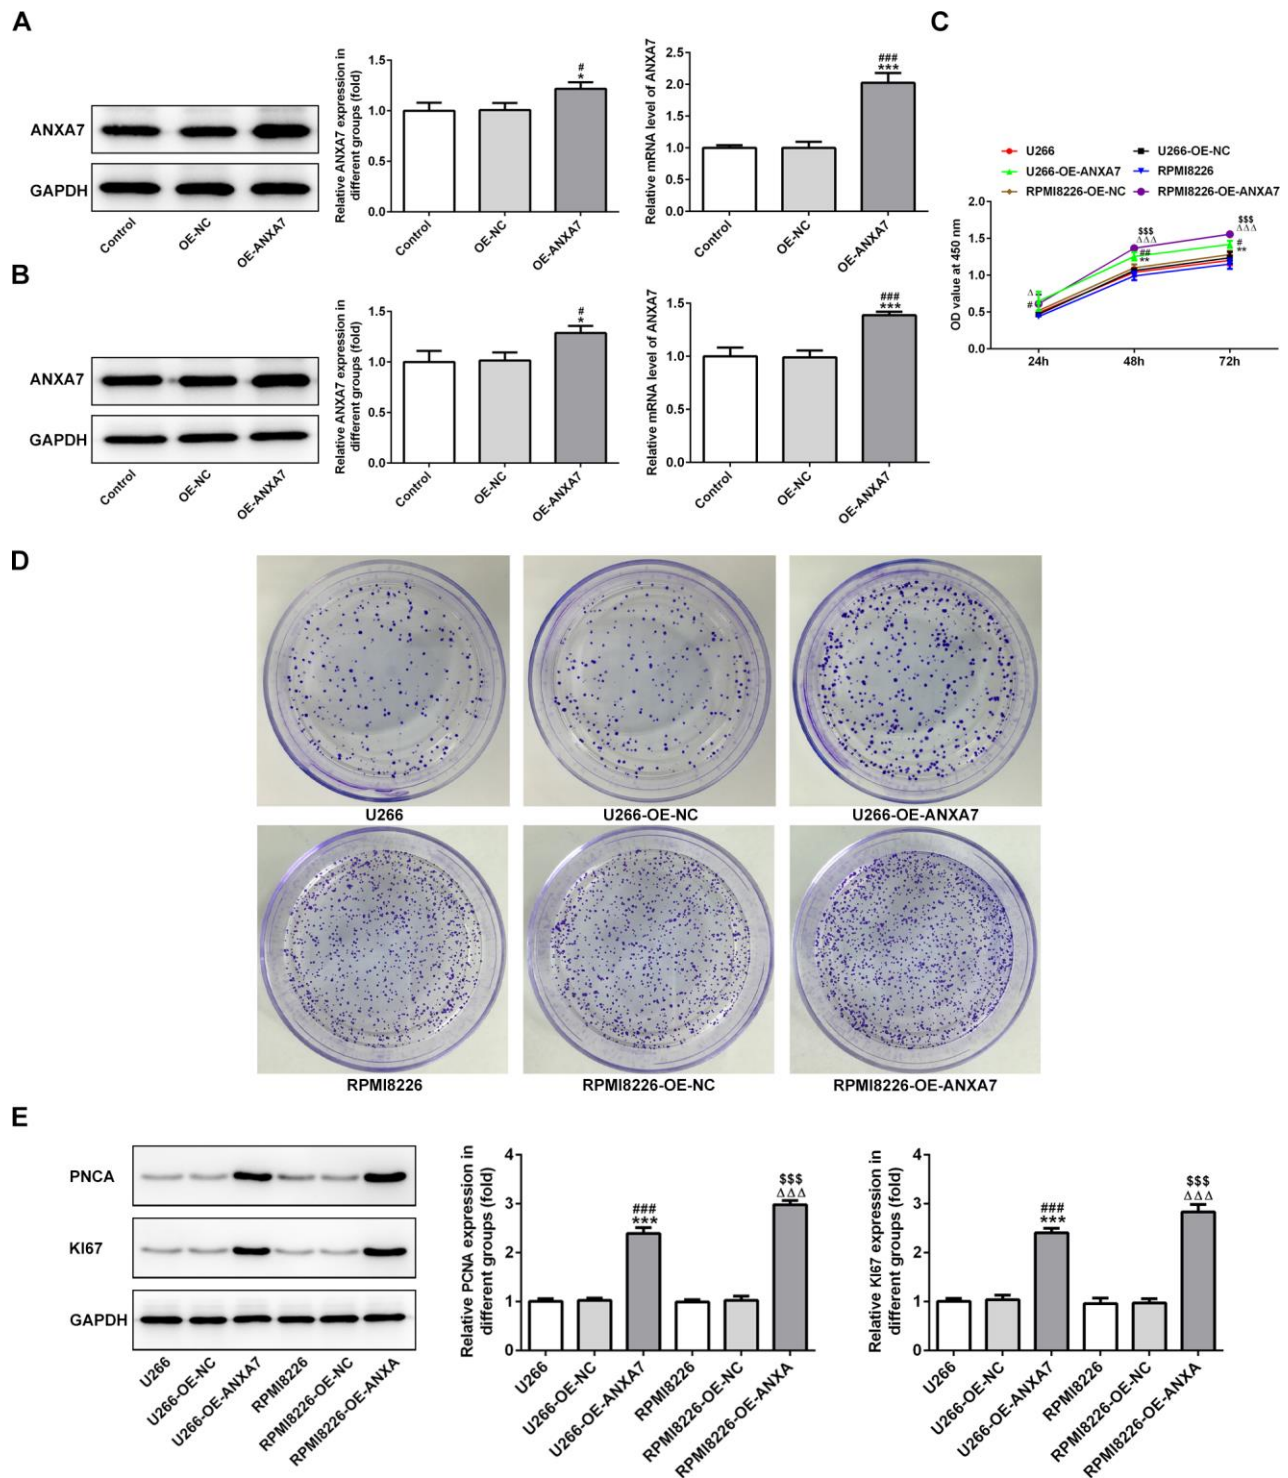 A
ANXA7
GAPDH
Control
OE-NC
OE-ANXA7
Relative ANXA7 expression in
different groups (fold)
1.5
1.0
0.5
0.0
#
*
Control
OE-NC
OE-ANXA7
Relative mRNA level of ANXA7
2.5
2.0
1.5
1.0
0.5
0.0
###
***
Control
OE-NC
OE-ANXA7
B
ANXA7
GAPDH
Control
OE-NC
OE-ANXA7
Relative ANXA7 expression in
different groups (fold)
1.5
1.0
0.5
0.0
#
*
Control
OE-NC
OE-ANXA7
Relative mRNA level of ANXA7
1.5
1.0
0.5
0.0
###
***
Control
OE-NC
OE-ANXA7
C
U266
U266-OE-NC
U266-OE-ANXA7
RPMI8226
RPMI8226-OE-NC
RPMI8226-OE-ANXA7
OD value at 450 nm
2.0
1.5
1.0
0.5
0.0
Δ
#
$$$
ΔΔΔ
##
**
$$$
ΔΔΔ
#
**
24h
48h
72h
D
U266
U266-OE-NC
U266-OE-ANXA7
RPMI8226
RPMI8226-OE-NC
RPMI8226-OE-ANXA7
E
PNCA
KI67
GAPDH
U266
U266-OE-NC
U266-OE-ANXA7
RPMI8226
RPMI8226-OE-NC
RPMI8226-OE-ANXA
Relative PCNA expression in
different groups (fold)
4
3
2
1
0
###
***
$$$
ΔΔΔ
U266
U266-OE-NC
U266-OE-ANXA7
RPMI8226
RPMI8226-OE-NC
RPMI8226-OE-ANXA
Relative KI67 expression in
different groups (fold)
4
3
2
1
0
###
***
$$$
ΔΔΔ
U266
U266-OE-NC
U266-OE-ANXA7
RPMI8226
RPMI8226-OE-NC
RPMI8226-OE-ANXA